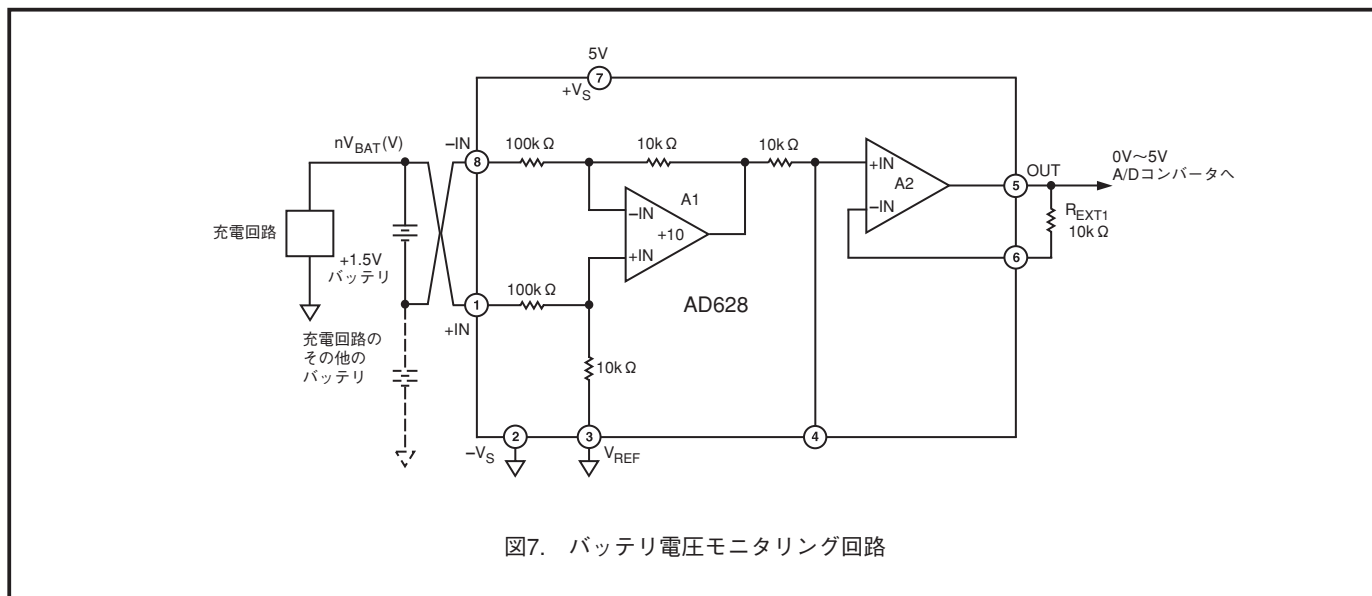 5V
7
+VS
nVBAT(V)
–IN
8
100kΩ
10kΩ
10kΩ
+IN
A2
–IN
OUT
5
0V～5V
A/Dコンバータへ
REXT1
10kΩ
6
A1
–IN
+10
+IN
充電回路
+1.5V
バッテリ
1
+IN
100kΩ
AD628
充電回路の
その他の
バッテリ
10kΩ
2
–VS
3
VREF
4
図7. バッテリ電圧モニタリング回路